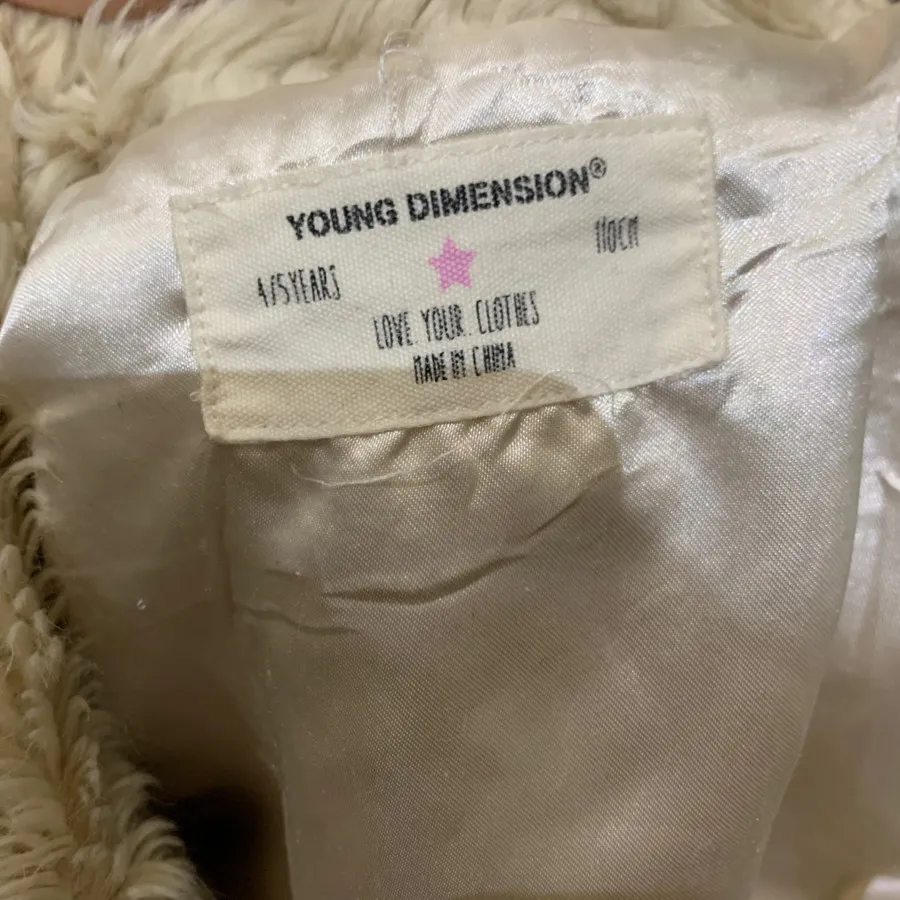 YOUNG DIMENSION®
4/5YEARS
110CM
LOVE. YOUR. CLOTHES
MADE IN CHINA